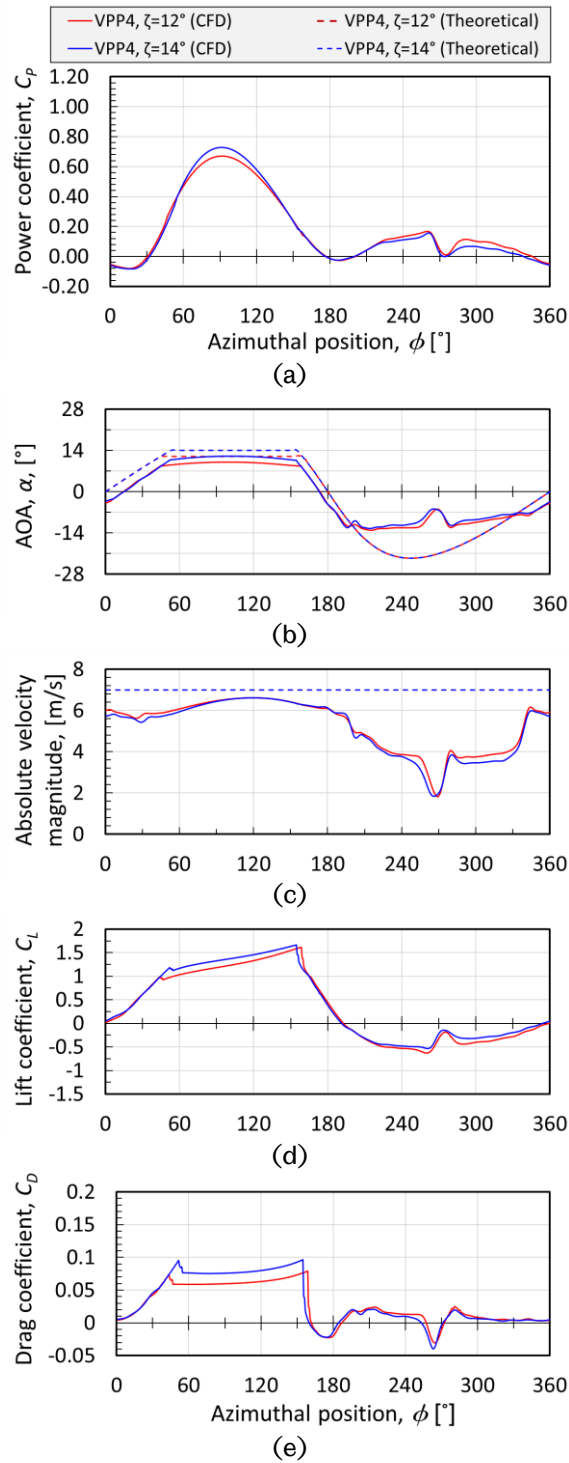 VPP4, ζ=12° (CFD) VPP4, ζ=12° (Theoretical)
VPP4, ζ=14° (CFD) VPP4, ζ=14° (Theoretical)
Power coefficient, C_P
1.20
1.00
0.80
0.60
0.40
0.20
0.00
-0.20
0 60 120 180 240 300 360
Azimuthal position, ϕ [°]
(a)
AOA, α, [°]
28
14
0
-14
-28
0 60 120 180 240 300 360
(b)
Absolute velocity
magnitude, [m/s]
8
6
4
2
0
0 60 120 180 240 300 360
(c)
Lift coefficient, C_L
2
1.5
1
0.5
0
-0.5
-1
-1.5
0 60 120 180 240 300 360
(d)
Drag coefficient, C_D
0.2
0.15
0.1
0.05
0
-0.05
0 60 120 180 240 300 360
Azimuthal position, ϕ [°]
(e)